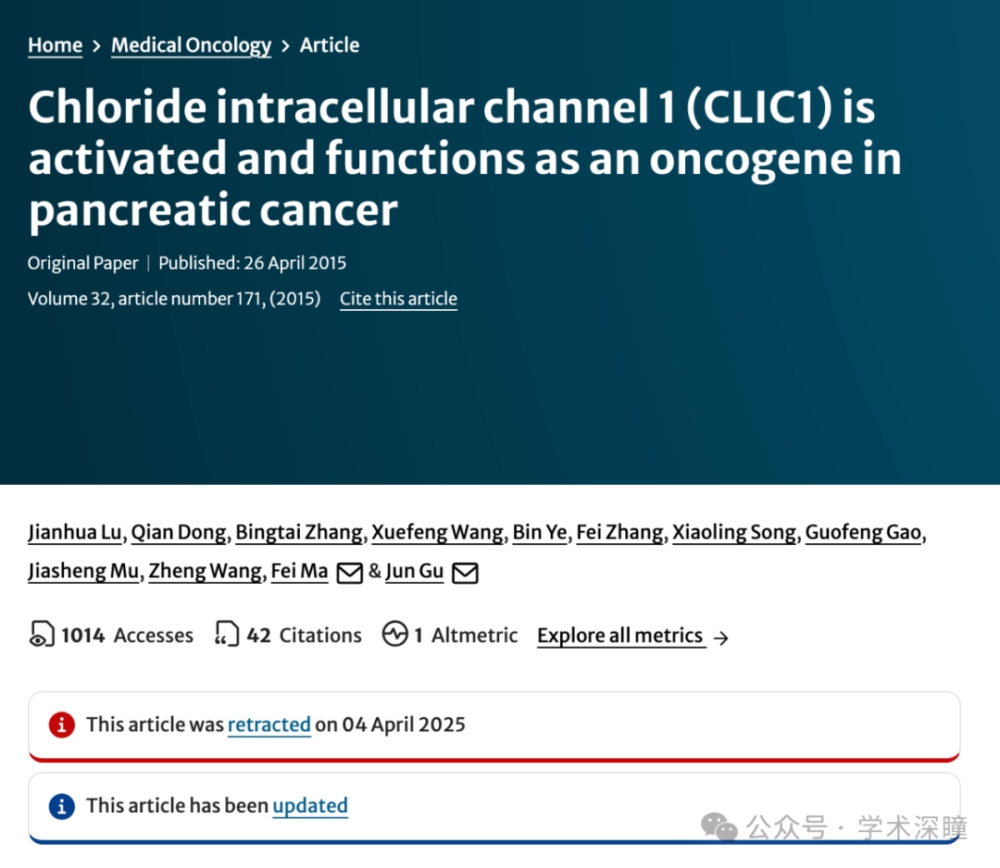 Home > Medical Oncology > Article
Chloride intracellular channel 1 (CLIC1) is
activated and functions as an oncogene in
pancreatic cancer
Original Paper | Published: 26 April 2015
Volume 32, article number 171, (2015) Cite this article
Jianhua Lu, Qian Dong, Bingtai Zhang, Xuefeng Wang, Bin Ye, Fei Zhang, Xiaoling Song, Guofeng Gao,
Jiasheng Mu, Zheng Wang, Fei Ma & Jun Gu
1014 Accesses 42 Citations 1 Altmetric Explore all metrics →
This article was retracted on 04 April 2025
This article has been updated
公众号 · 学术深瞳